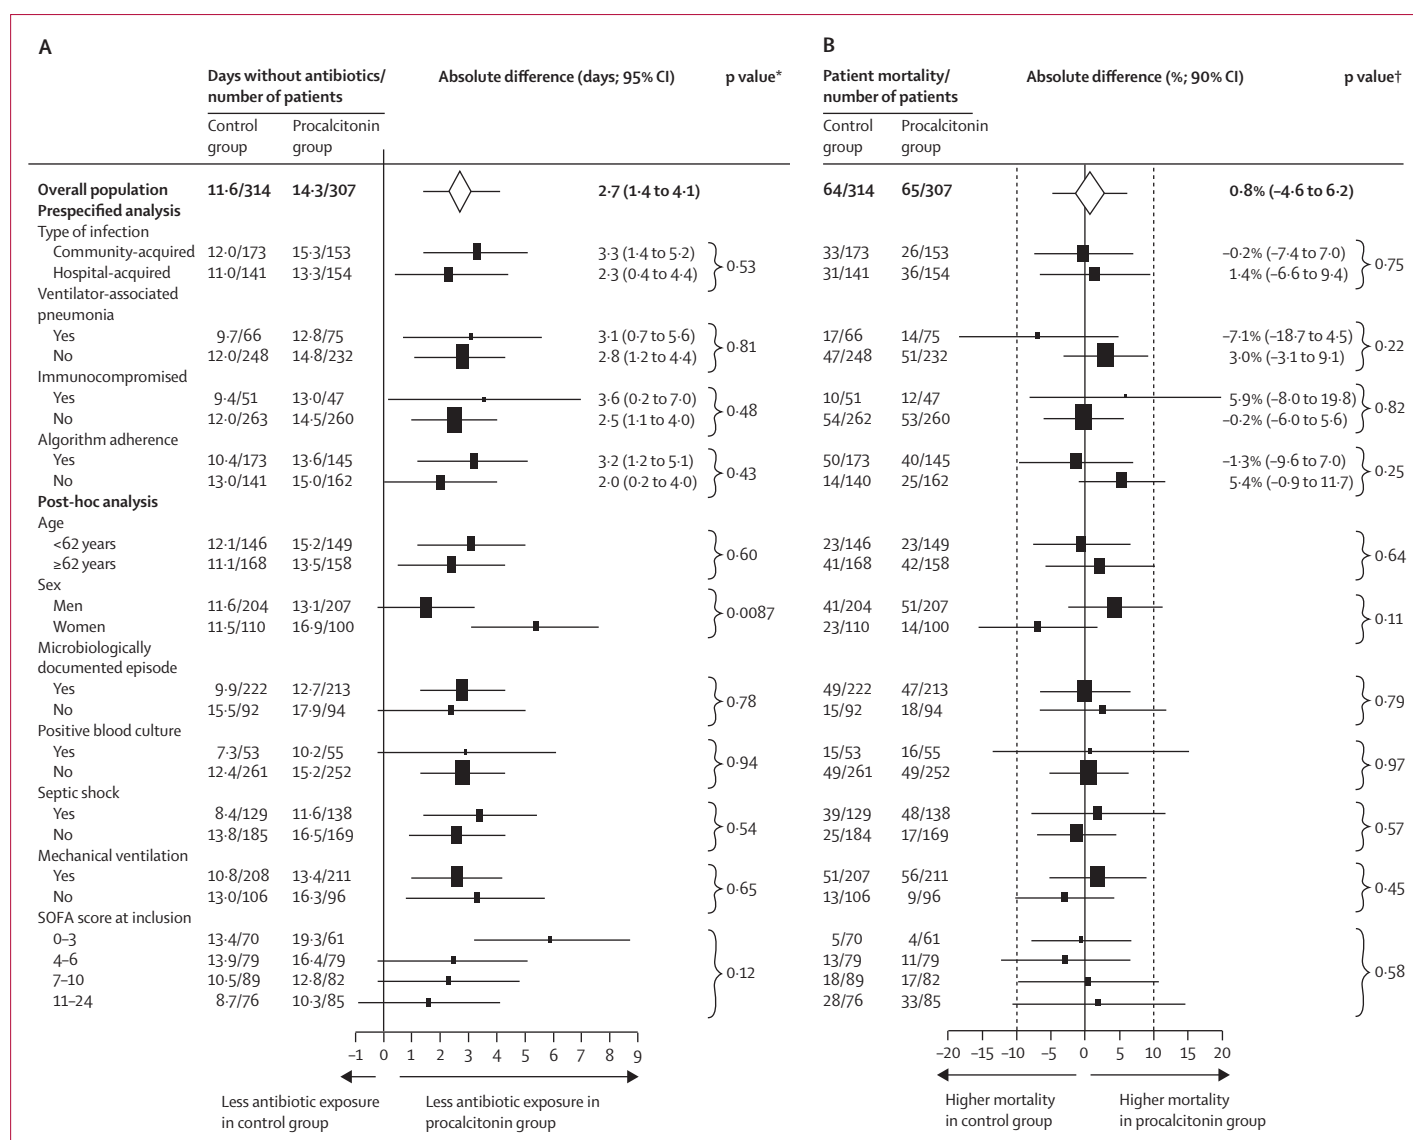 A
B
Days without antibiotics/
number of patients
Absolute difference (days; 95% CI)
p value*
Patient mortality/
number of patients
Absolute difference (%; 90% CI)
p value†
Control
group
Procalcitonin
group
Control
group
Procalcitonin
group
Overall population 11·6/314 14·3/307 2·7 (1·4 to 4·1) 64/314 65/307 0·8% (–4·6 to 6·2)
Prespecified analysis
Type of infection
Community-acquired 12·0/173 15·3/153 3·3 (1·4 to 5·2) 33/173 26/153 –0·2% (–7·4 to 7·0)
0·53 0·75
Hospital-acquired 11·0/141 13·3/154 2·3 (0·4 to 4·4) 31/141 36/154 1·4% (–6·6 to 9·4)
Ventilator-associated
pneumonia
Yes 9·7/66 12·8/75 3·1 (0·7 to 5·6) 17/66 14/75 –7·1% (–18·7 to 4·5)
0·81 0·22
No 12·0/248 14·8/232 2·8 (1·2 to 4·4) 47/248 51/232 3·0% (–3·1 to 9·1)
Immunocompromised
Yes 9·4/51 13·0/47 3·6 (0·2 to 7·0) 10/51 12/47 5·9% (–8·0 to 19·8)
0·48 0·82
No 12·0/263 14·5/260 2·5 (1·1 to 4·0) 54/262 53/260 –0·2% (–6·0 to 5·6)
Algorithm adherence
Yes 10·4/173 13·6/145 3·2 (1·2 to 5·1) 50/173 40/145 –1·3% (–9·6 to 7·0)
0·43 0·25
No 13·0/141 15·0/162 2·0 (0·2 to 4·0) 14/140 25/162 5·4% (–0·9 to 11·7)
Post-hoc analysis
Age
<62 years 12·1/146 15·2/149 23/146 23/149
0·60 0·64
≥62 years 11·1/168 13·5/158 41/168 42/158
Sex
Men 11·6/204 13·1/207 41/204 51/207
0·0087 0·11
Women 11·5/110 16·9/100 23/110 14/100
Microbiologically
documented episode
Yes 9·9/222 12·7/213 49/222 47/213
0·78 0·79
No 15·5/92 17·9/94 15/92 18/94
Positive blood culture
Yes 7·3/53 10·2/55 15/53 16/55
0·94 0·97
No 12·4/261 15·2/252 49/261 49/252
Septic shock
Yes 8·4/129 11·6/138 39/129 48/138
0·54 0·57
No 13·8/185 16·5/169 25/184 17/169
Mechanical ventilation
Yes 10·8/208 13·4/211 51/207 56/211
0·65 0·45
No 13·0/106 16·3/96 13/106 9/96
SOFA score at inclusion
0–3 13·4/70 19·3/61 5/70 4/61
4–6 13·9/79 16·4/79 13/79 11/79
0·12 0·58
7–10 10·5/89 12·8/82 18/89 17/82
11–24 8·7/76 10·3/85 28/76 33/85
–1 0 1 2 3 4 5 6 7 8 9
–20 –15 –10 –5 0 5 10 15 20
Less antibiotic exposure
in control group
Less antibiotic exposure in
procalcitonin group
Higher mortality
in control group
Higher mortality
in procalcitonin group